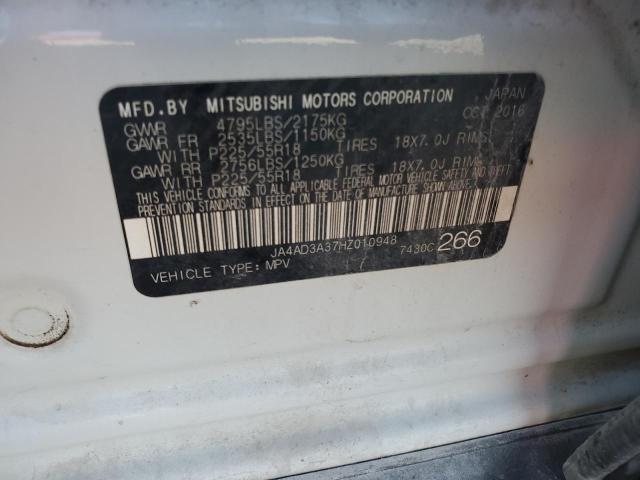 MFD.BY MITSUBISHI MOTORS CORPORATION JAPAN
GVWR 4795LBS/2175KG OCT 2016
GAWR FR 2535LBS/1150KG
WITH P225/55R18 TIRES 18X7.0J RIMS
GAWR RR 2756LBS/1250KG
WITH P225/55R18 TIRES 18X7.0J RIMS
THIS VEHICLE CONFORMS TO ALL APPLICABLE FEDERAL MOTOR VEHICLE SAFETY AND THEFT
PREVENTION STANDARDS IN EFFECT ON THE DATE OF MANUFACTURE SHOWN ABOVE.
JA4AD3A37HZ010948 7430C 266
VEHICLE TYPE: MPV